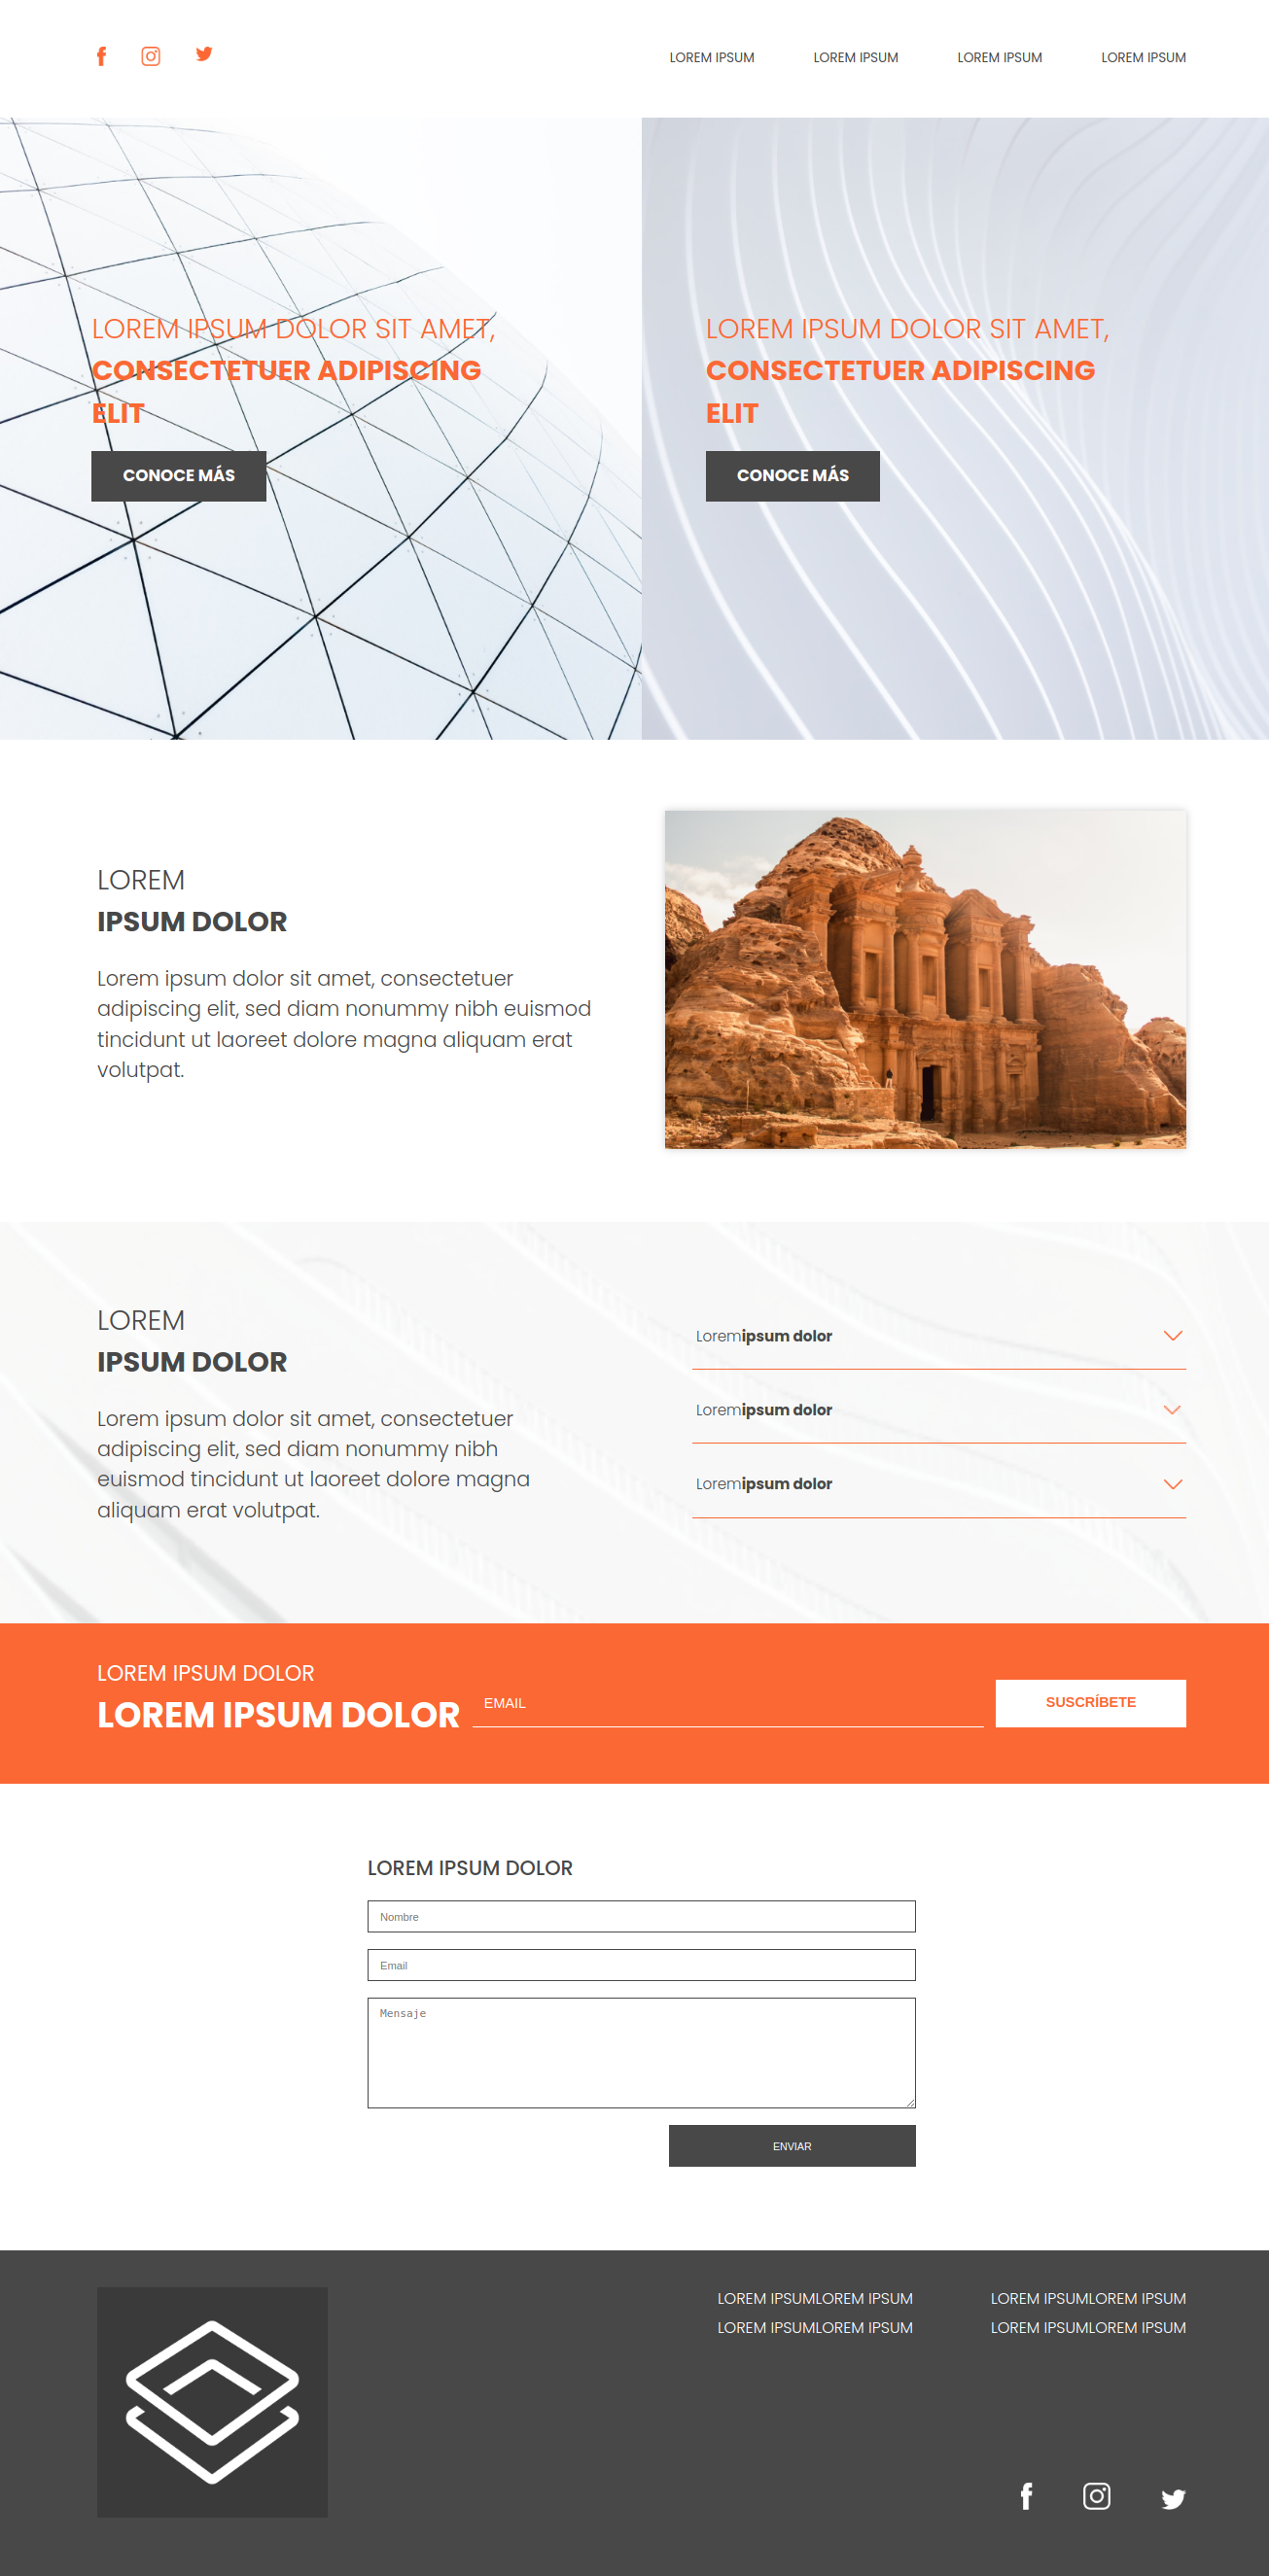 LOREM IPSUM LOREM IPSUM LOREM IPSUM LOREM IPSUM
LOREM IPSUM DOLOR SIT AMET,
CONSECTETUER ADIPISCING
ELIT
CONOCE MÁS
LOREM IPSUM DOLOR SIT AMET,
CONSECTETUER ADIPISCING
ELIT
CONOCE MÁS
LOREM
IPSUM DOLOR
Lorem ipsum dolor sit amet, consectetuer
adipiscing elit, sed diam nonummy nibh euismod
tincidunt ut laoreet dolore magna aliquam erat
volutpat.
LOREM
IPSUM DOLOR
Lorem ipsum dolor sit amet, consectetuer
adipiscing elit, sed diam nonummy nibh
euismod tincidunt ut laoreet dolore magna
aliquam erat volutpat.
Loremipsum dolor
Loremipsum dolor
Loremipsum dolor
LOREM IPSUM DOLOR
LOREM IPSUM DOLOR
EMAIL
SUSCRÍBETE
LOREM IPSUM DOLOR
Nombre
Email
Mensaje
ENVIAR
LOREM IPSUMLOREM IPSUM
LOREM IPSUMLOREM IPSUM
LOREM IPSUMLOREM IPSUM
LOREM IPSUMLOREM IPSUM